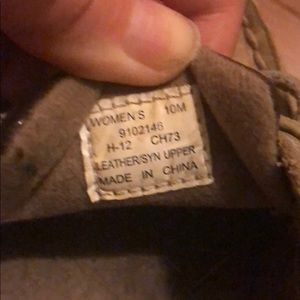 WOMEN'S 10M
9102146
H-12 CH73
LEATHER/SYN UPPER
MADE IN CHINA